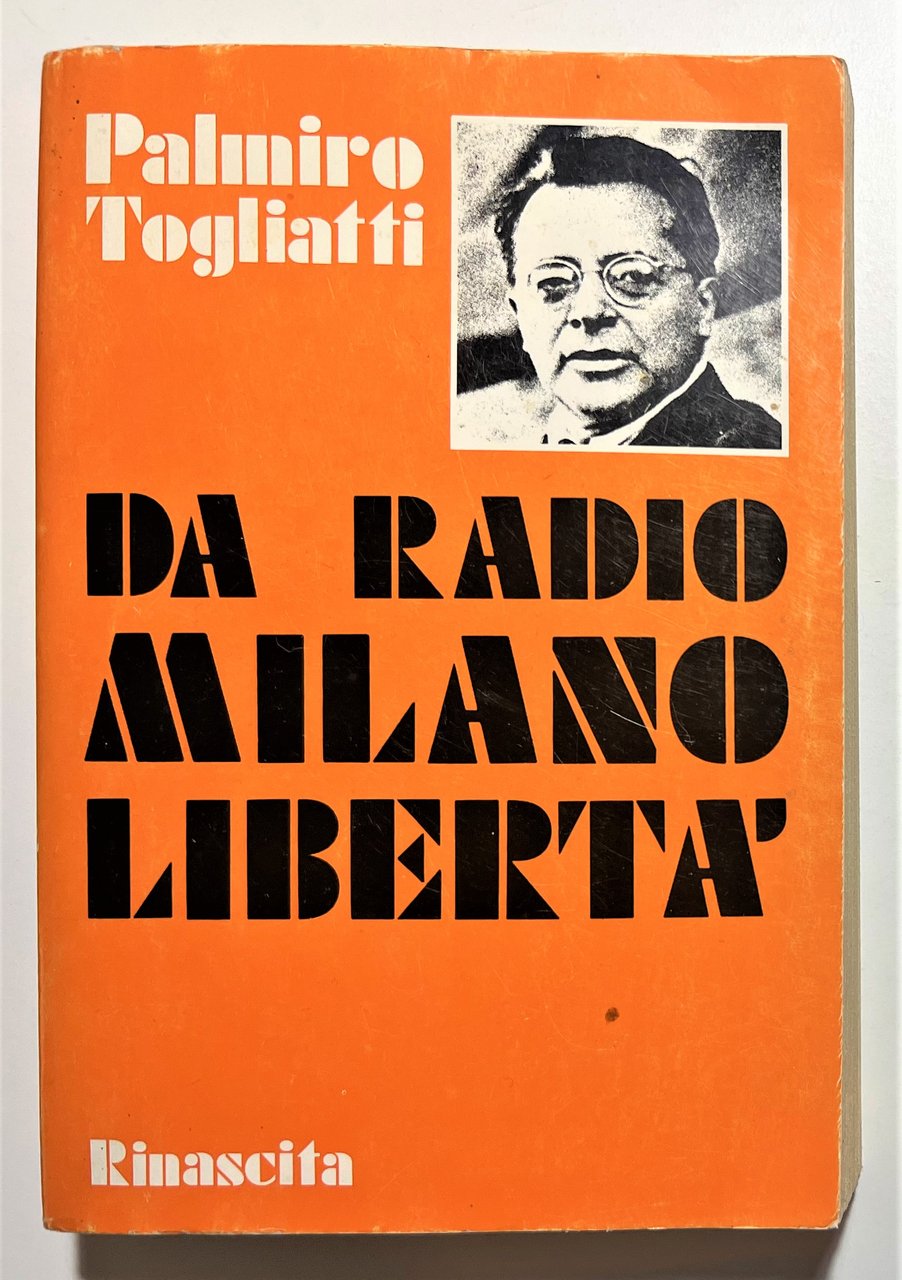 Palmiro
Togliatti
DA RADIO
MILANO
LIBERTA'
Rinascita